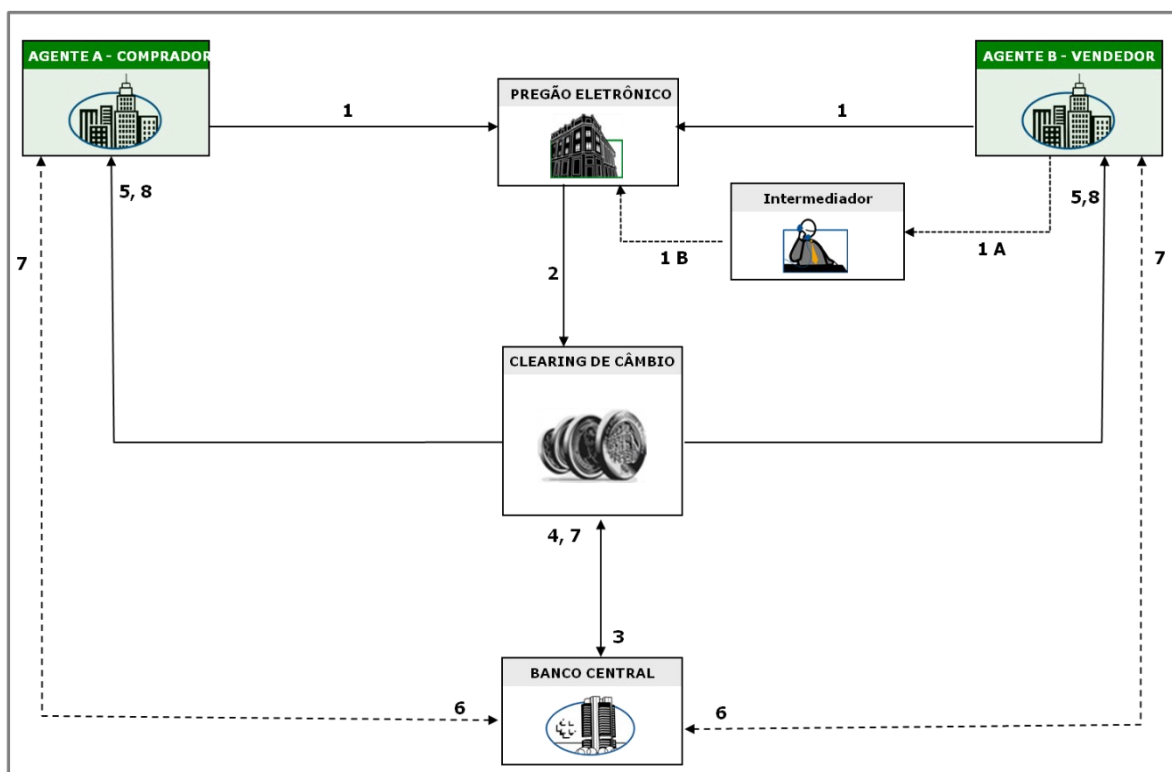 AGENTE A - COMPRADOR
AGENTE B - VENDEDOR
PREGÃO ELETRÔNICO
1
1
Intermediador
5, 8
5,8
7
1 B
1 A
7
2
CLEARING DE CÂMBIO
4, 7
3
BANCO CENTRAL
6
6